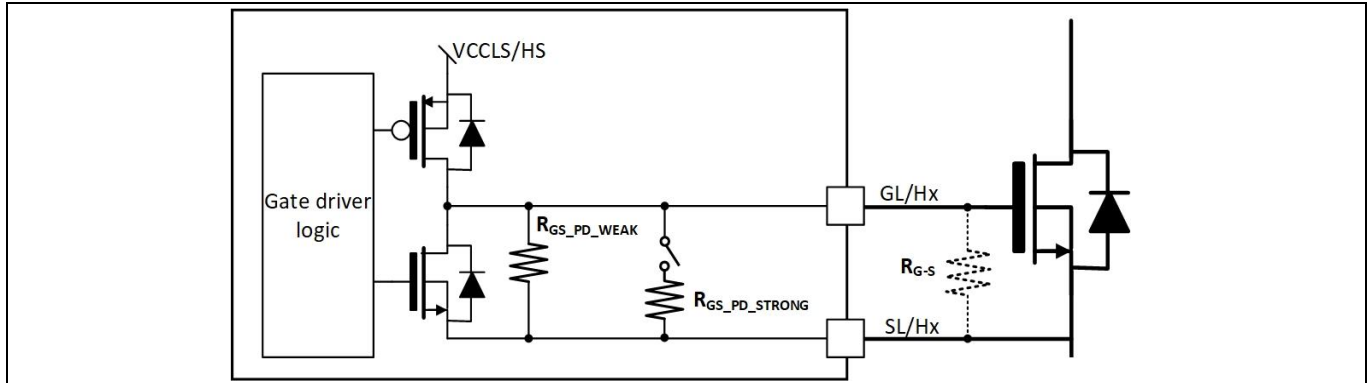 VCCLS/HS
Gate driver
logic
GL/Hx
RGS_PD_WEAK
RG-S
RGS_PD_STRONG
SL/Hx